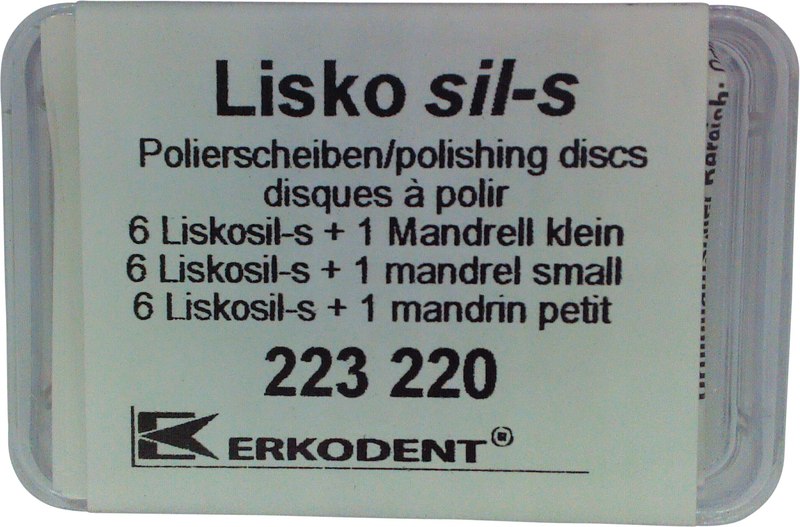 Lisko sil-s
Polierscheiben/polishing discs
disques à polir
6 Liskosil-s + 1 Mandrell klein
6 Liskosil-s + 1 mandrel small
6 Liskosil-s + 1 mandrin petit
223 220
ERKODENT®